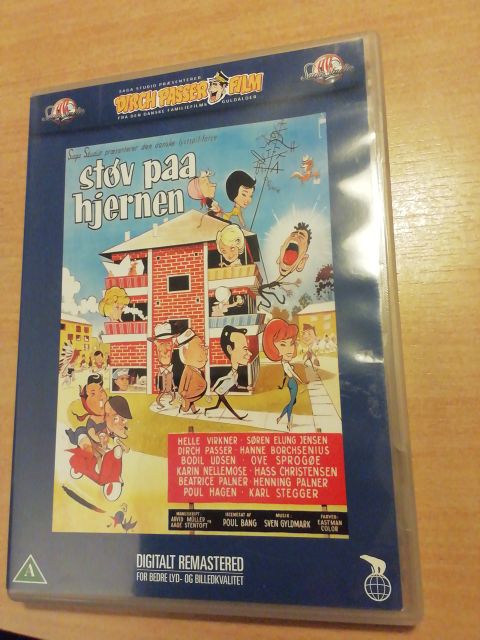 SAGA STUDIO PRÆSENTERER
DIRCH PASSER FILM
FRA DEN DANSKE FAMILIEFILMS GULDALDER
Saga Studio præsenterer den danske lystspil-farce
støv paa
hjernen
HELLE VIRKNER · SØREN ELUNG JENSEN
DIRCH PASSER · HANNE BORCHSENIUS
BODIL UDSEN · OVE SPROGØE
KARIN NELLEMOSE · HASS CHRISTENSEN
BEATRICE PALNER · HENNING PALNER
POUL HAGEN · KARL STEGGER
MANUSKRIPT:
ARVID MÜLLER og
AAGE STENTOFT
ISCENESAT AF
POUL BANG
MUSIK:
SVEN GYLDMARK
FARVER:
EASTMAN
COLOR
A
DIGITALT REMASTERED
FOR BEDRE LYD- OG BILLEDKVALITET